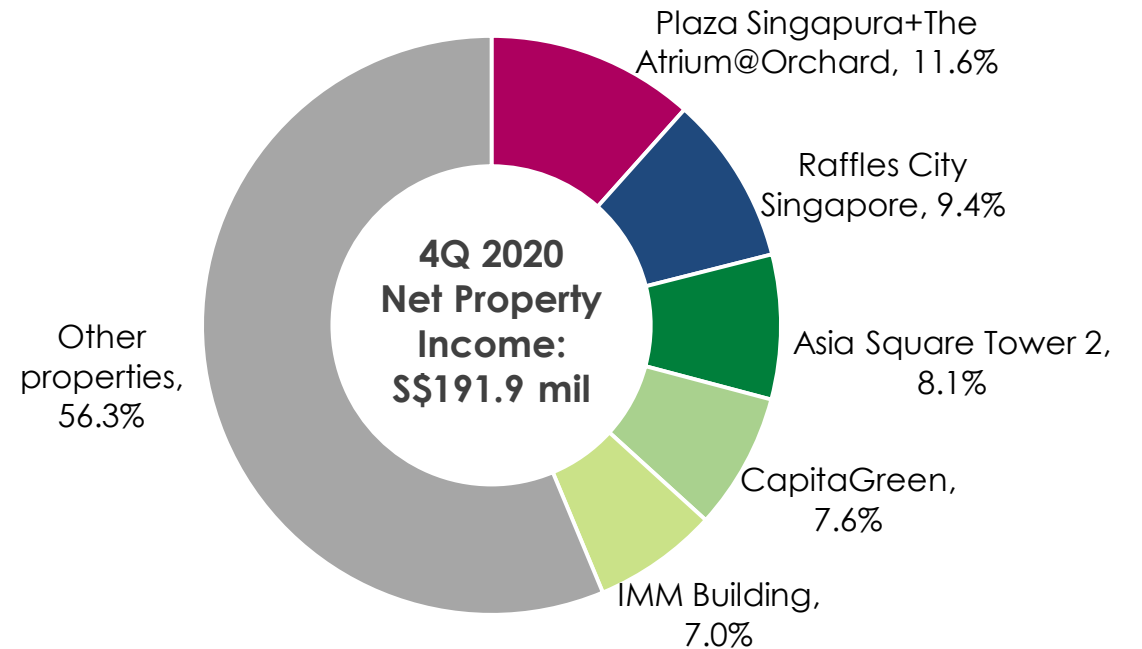 Plaza Singapura+The
Atrium@Orchard, 11.6%
Raffles City
Singapore, 9.4%
Asia Square Tower 2,
8.1%
CapitaGreen,
7.6%
IMM Building,
7.0%
Other
properties,
56.3%
4Q 2020
Net Property
Income:
S$191.9 mil